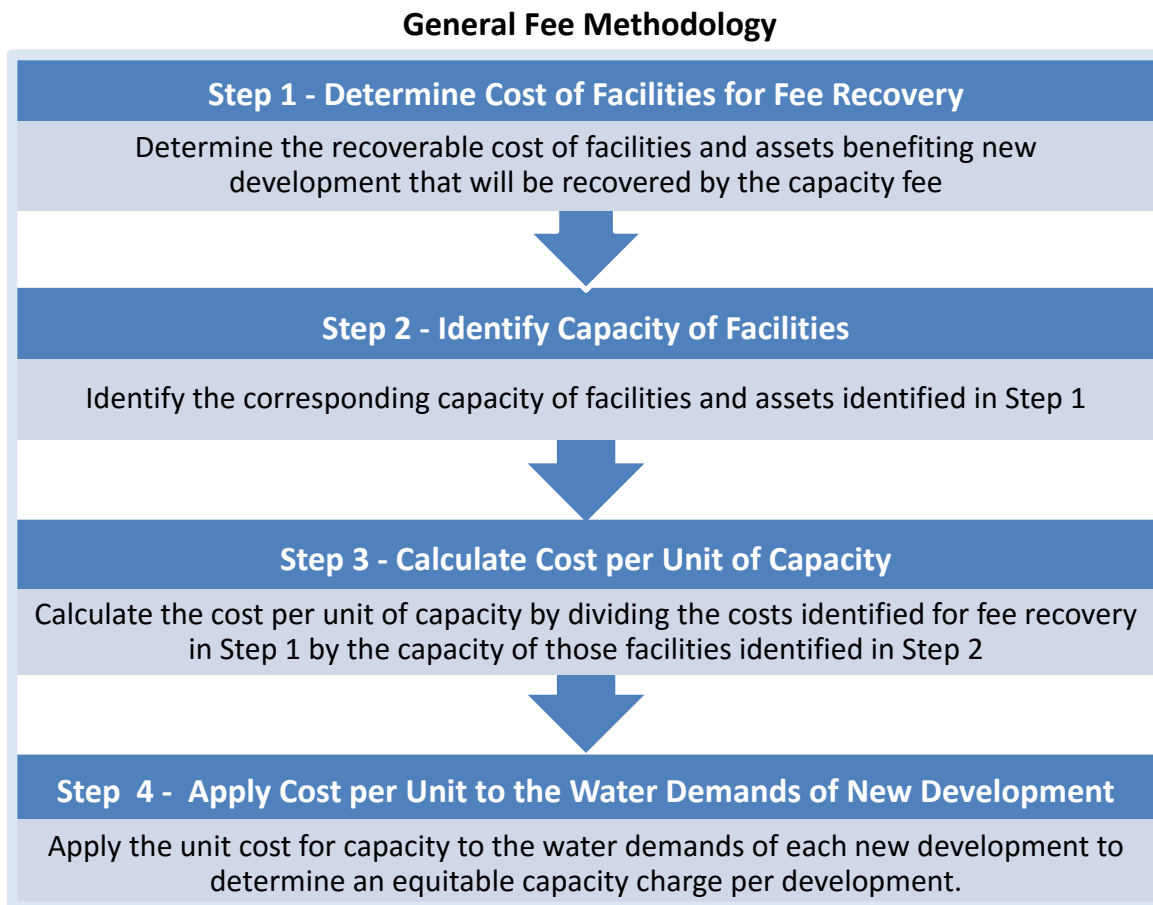 General Fee Methodology
Step 1 - Determine Cost of Facilities for Fee Recovery
Determine the recoverable cost of facilities and assets benefiting new
development that will be recovered by the capacity fee
Step 2 - Identify Capacity of Facilities
Identify the corresponding capacity of facilities and assets identified in Step 1
Step 3 - Calculate Cost per Unit of Capacity
Calculate the cost per unit of capacity by dividing the costs identified for fee recovery
in Step 1 by the capacity of those facilities identified in Step 2
Step 4 - Apply Cost per Unit to the Water Demands of New Development
Apply the unit cost for capacity to the water demands of each new development to
determine an equitable capacity charge per development.